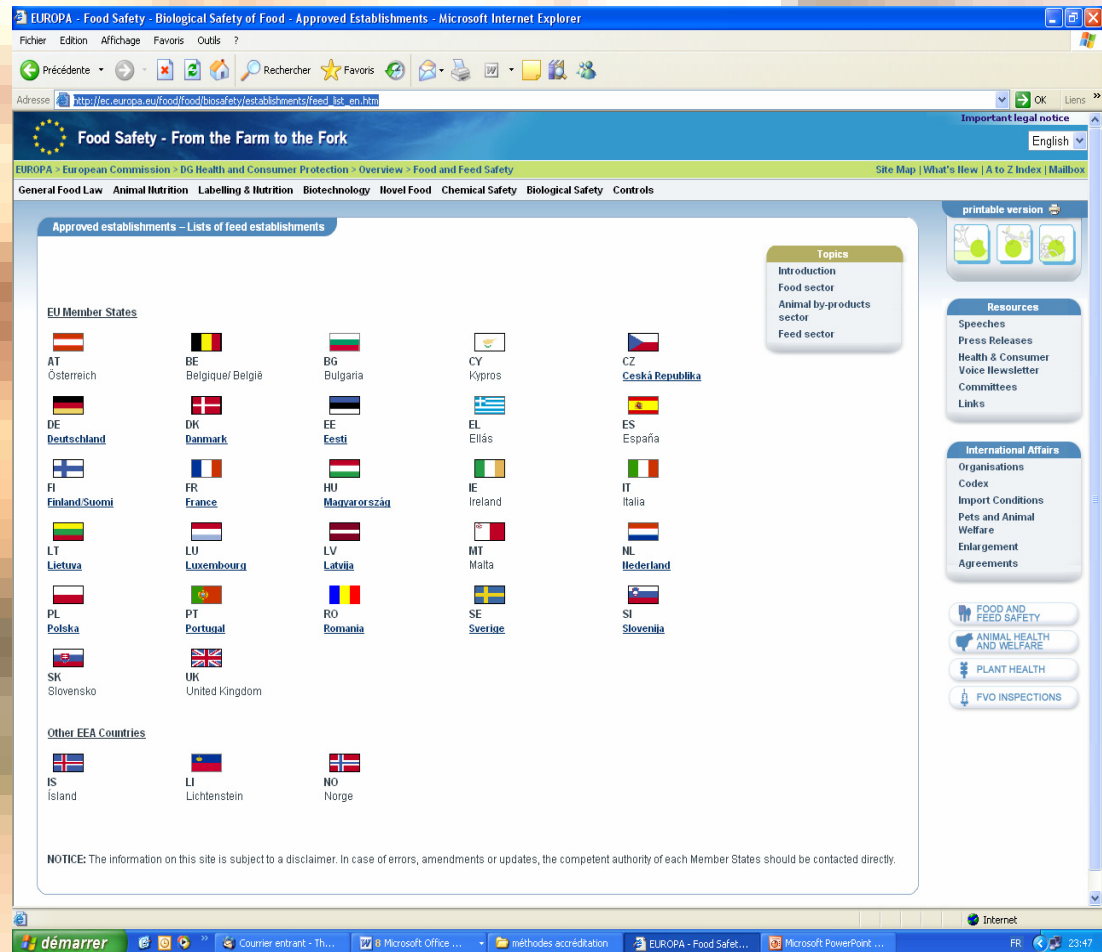 EUROPA - Food Safety - Biological Safety of Food - Approved Establishments - Microsoft Internet Explorer
Fichier Edition Affichage Favoris Outils ?
Précédente Rechercher Favoris
Adresse http://ec.europa.eu/food/food/biosafety/establishments/feed_list_en.htm OK Liens »
Important legal notice
Food Safety - From the Farm to the Fork
English
EUROPA > European Commission > DG Health and Consumer Protection > Overview > Food and Feed Safety
Site Map | What's New | A to Z Index | Mailbox
General Food Law Animal Nutrition Labelling & Nutrition Biotechnology Novel Food Chemical Safety Biological Safety Controls
printable version
Approved establishments – Lists of feed establishments
Topics
Introduction
Food sector
Animal by-products
sector
Feed sector
EU Member States
AT BE BG CY CZ
Österreich Belgique/ België Bulgaria Kypros Ceská Republika
DE DK EE EL ES
Deutschland Danmark Eesti Ellás España
FI FR HU IE IT
Finland/Suomi France Magyarország Ireland Italia
LT LU LV MT NL
Lietuva Luxembourg Latvija Malta Nederland
PL PT RO SE SI
Polska Portugal Romania Sverige Slovenija
SK UK
Slovensko United Kingdom
Other EEA Countries
IS LI NO
Ísland Lichtenstein Norge
NOTICE: The information on this site is subject to a disclaimer. In case of errors, amendments or updates, the competent authority of each Member States should be contacted directly.
Resources
Speeches
Press Releases
Health & Consumer
Voice Newsletter
Committees
Links
International Affairs
Organisations
Codex
Import Conditions
Pets and Animal
Welfare
Enlargement
Agreements
FOOD AND
FEED SAFETY
ANIMAL HEALTH
AND WELFARE
PLANT HEALTH
FVO INSPECTIONS
Internet
démarrer » Courrier entrant - Th... 8 Microsoft Office ... méthodes accréditation EUROPA - Food Safet... Microsoft PowerPoint ... FR 23:47